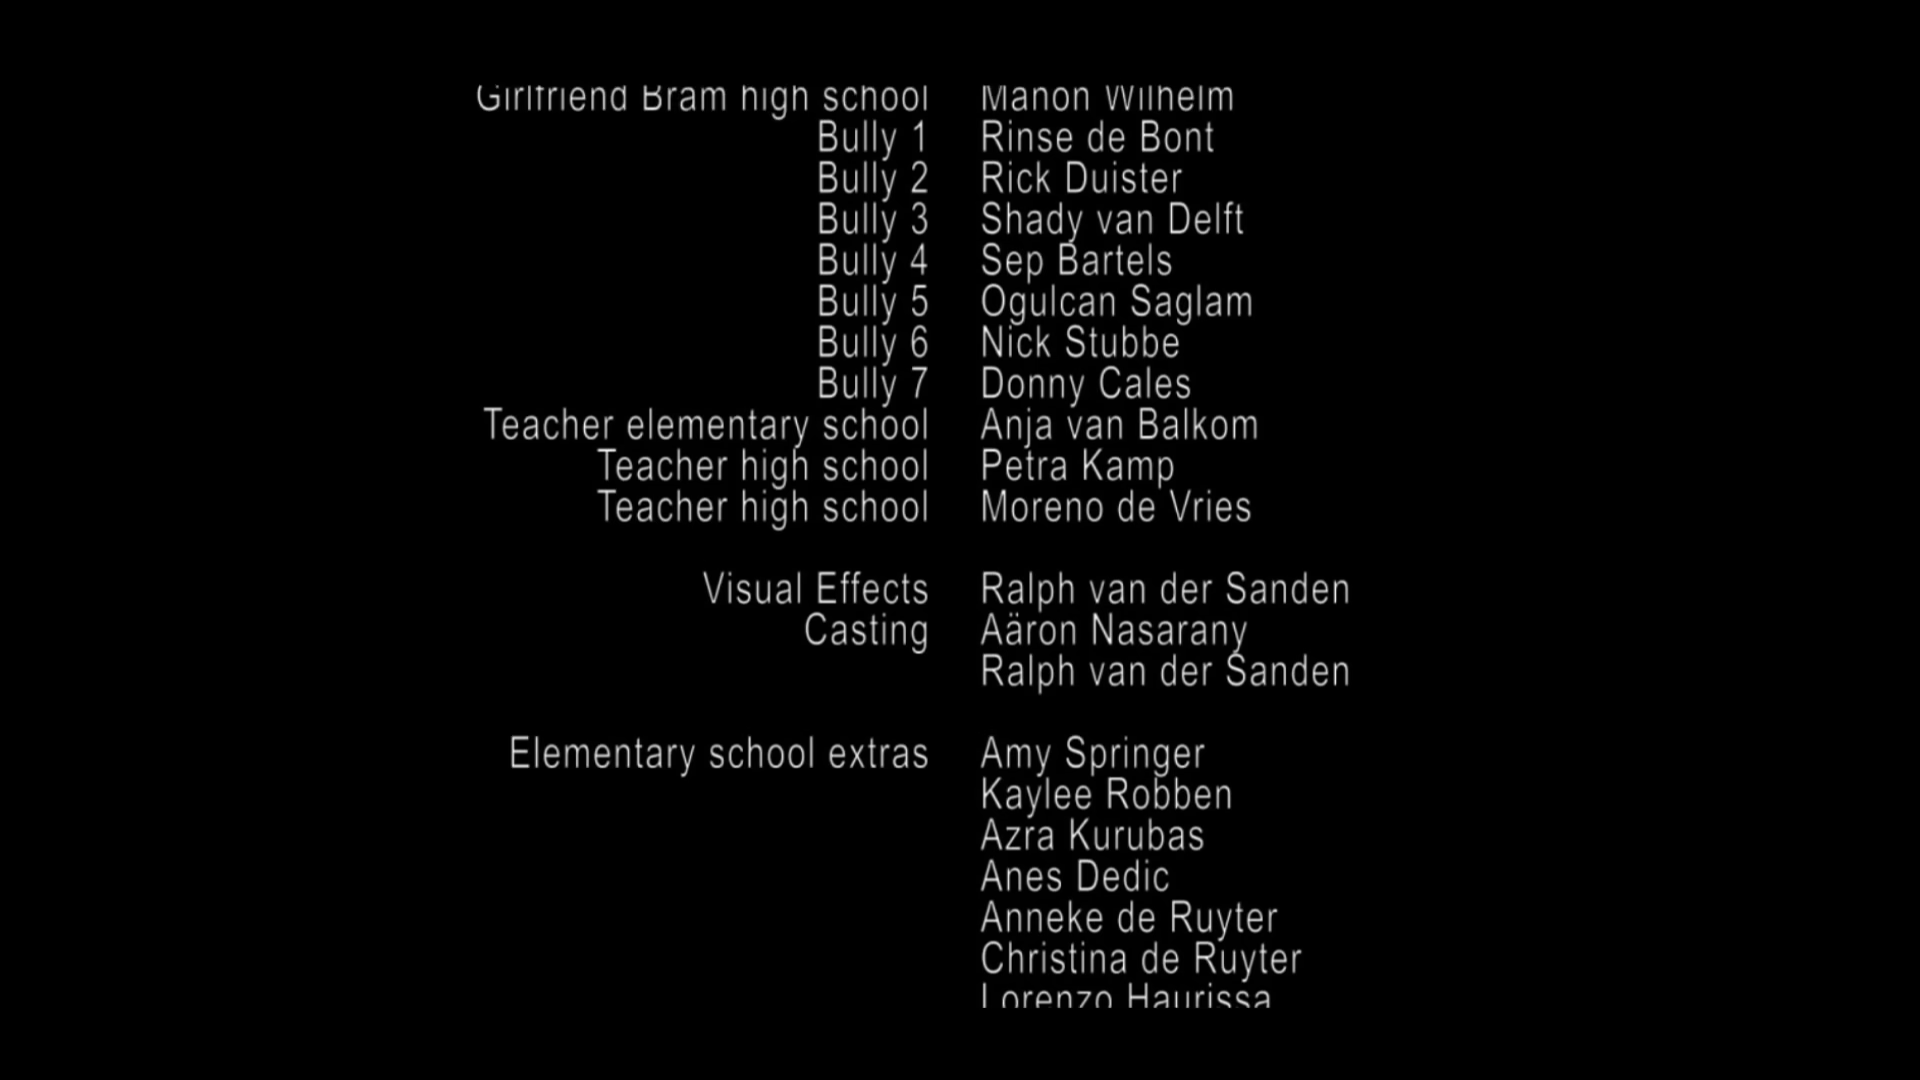 Girlfriend Bram high school Manon Wilhelm
Bully 1 Rinse de Bont
Bully 2 Rick Duister
Bully 3 Shady van Delft
Bully 4 Sep Bartels
Bully 5 Ogulcan Saglam
Bully 6 Nick Stubbe
Bully 7 Donny Cales
Teacher elementary school Anja van Balkom
Teacher high school Petra Kamp
Teacher high school Moreno de Vries
Visual Effects Ralph van der Sanden
Casting Aäron Nasarany
Ralph van der Sanden
Elementary school extras Amy Springer
Kaylee Robben
Azra Kurubas
Anes Dedic
Anneke de Ruyter
Christina de Ruyter
Lorenzo Haurissa